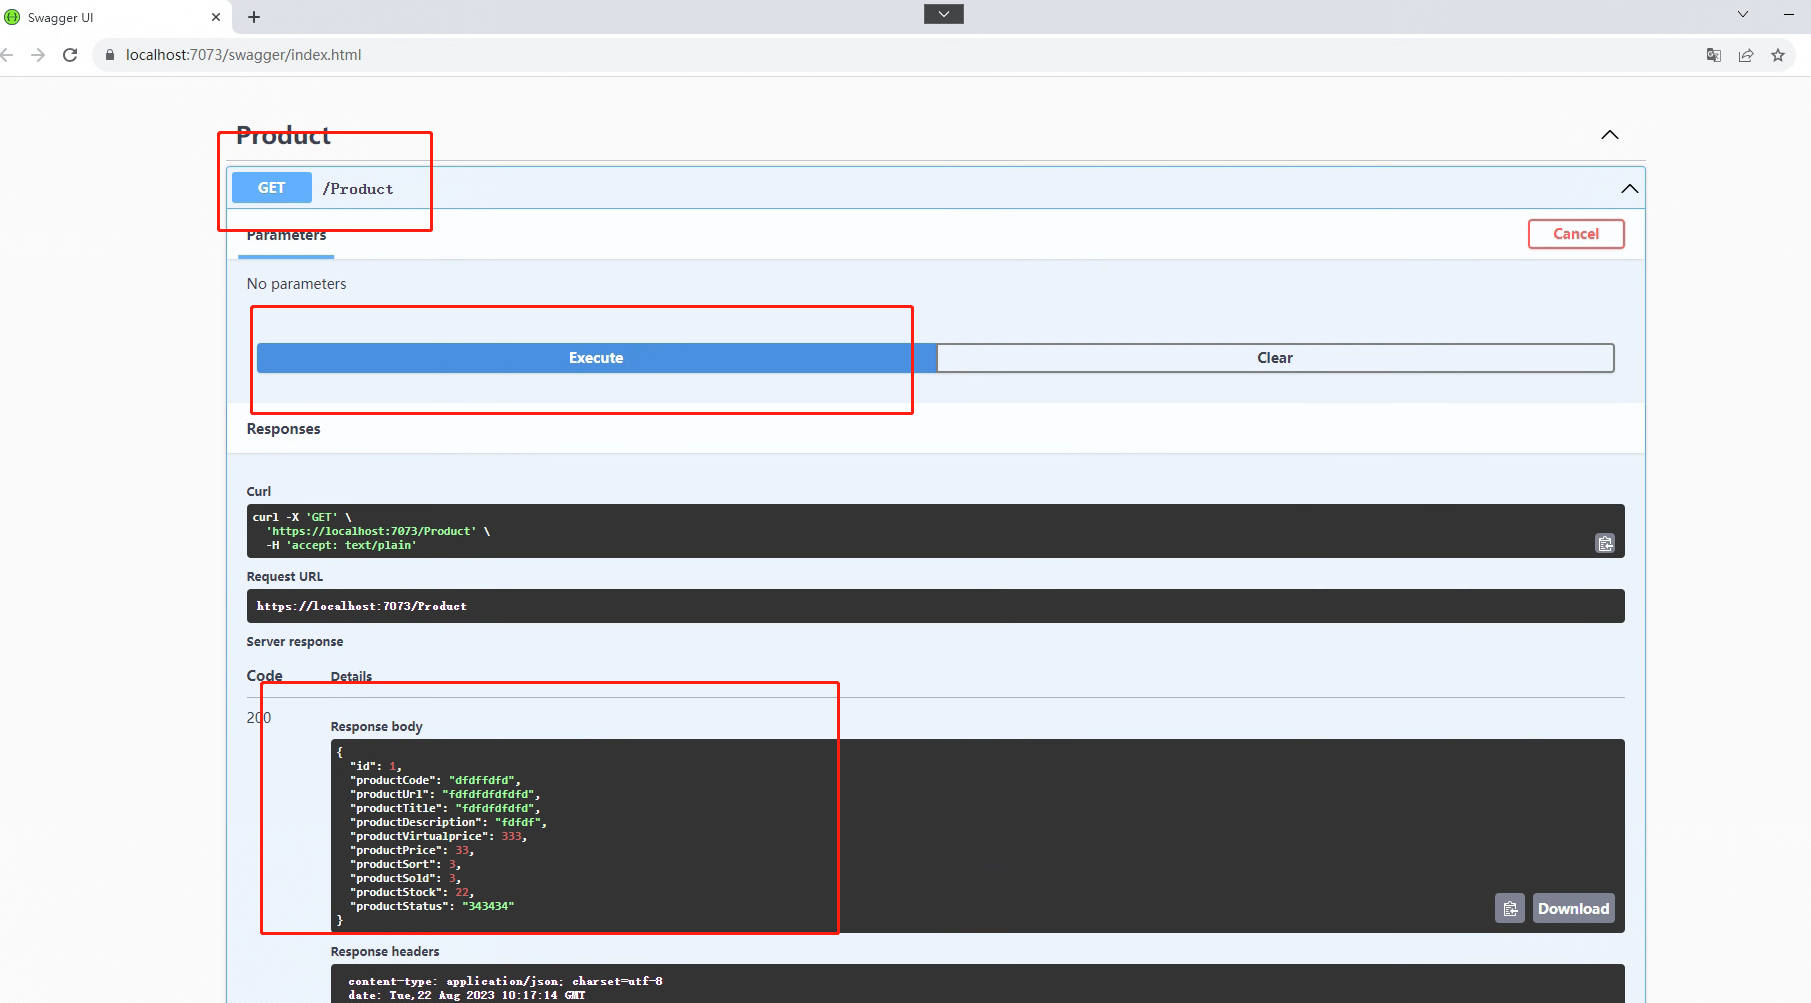 Swagger UI
localhost:7073/swagger/index.html
Product
GET /Product
Parameters
Cancel
No parameters
Execute
Clear
Responses
Curl
curl -X 'GET' \
'https://localhost:7073/Product' \
-H 'accept: text/plain'
Request URL
https://localhost:7073/Product
Server response
Code Details
200
Response body
{
"id": 1,
"productCode": "dfdffdfd",
"productUrl": "fdfdfdfdfdfd",
"productTitle": "fdfdfdfdfd",
"productDescription": "fdfdf",
"productVirtualprice": 333,
"productPrice": 33,
"productSort": 3,
"productSold": 3,
"productStock": 22,
"productStatus": "343434"
}
Download
Response headers
content-type: application/json; charset=utf-8
date: Tue,22 Aug 2023 10:17:14 GMT